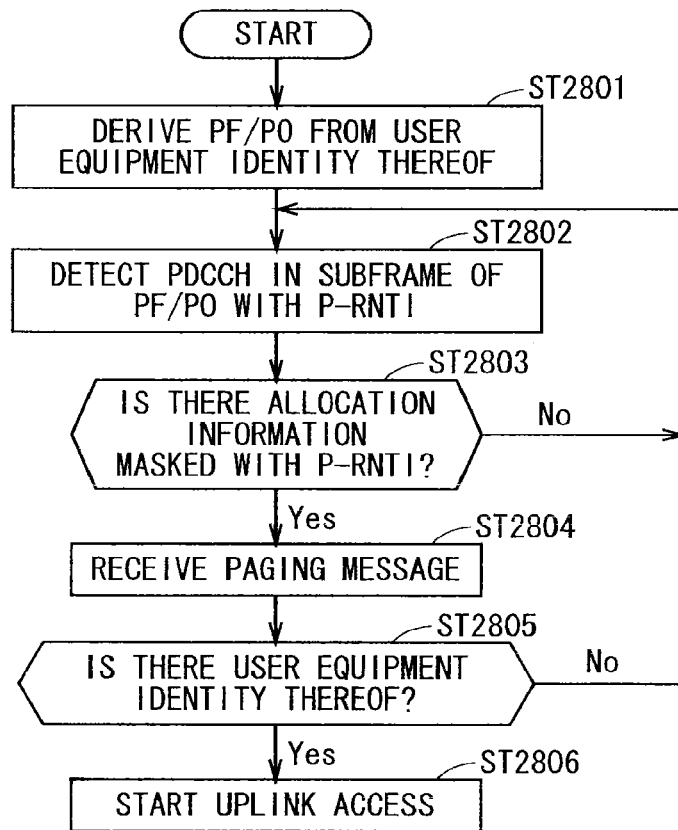 START
ST2801
DERIVE PF/PO FROM USER
EQUIPMENT IDENTITY THEREOF
ST2802
DETECT PDCCH IN SUBFRAME OF
PF/PO WITH P-RNTI
ST2803
IS THERE ALLOCATION
INFORMATION
MASKED WITH P-RNTI?
No
Yes
ST2804
RECEIVE PAGING MESSAGE
ST2805
IS THERE USER EQUIPMENT
IDENTITY THEREOF?
No
Yes
ST2806
START UPLINK ACCESS